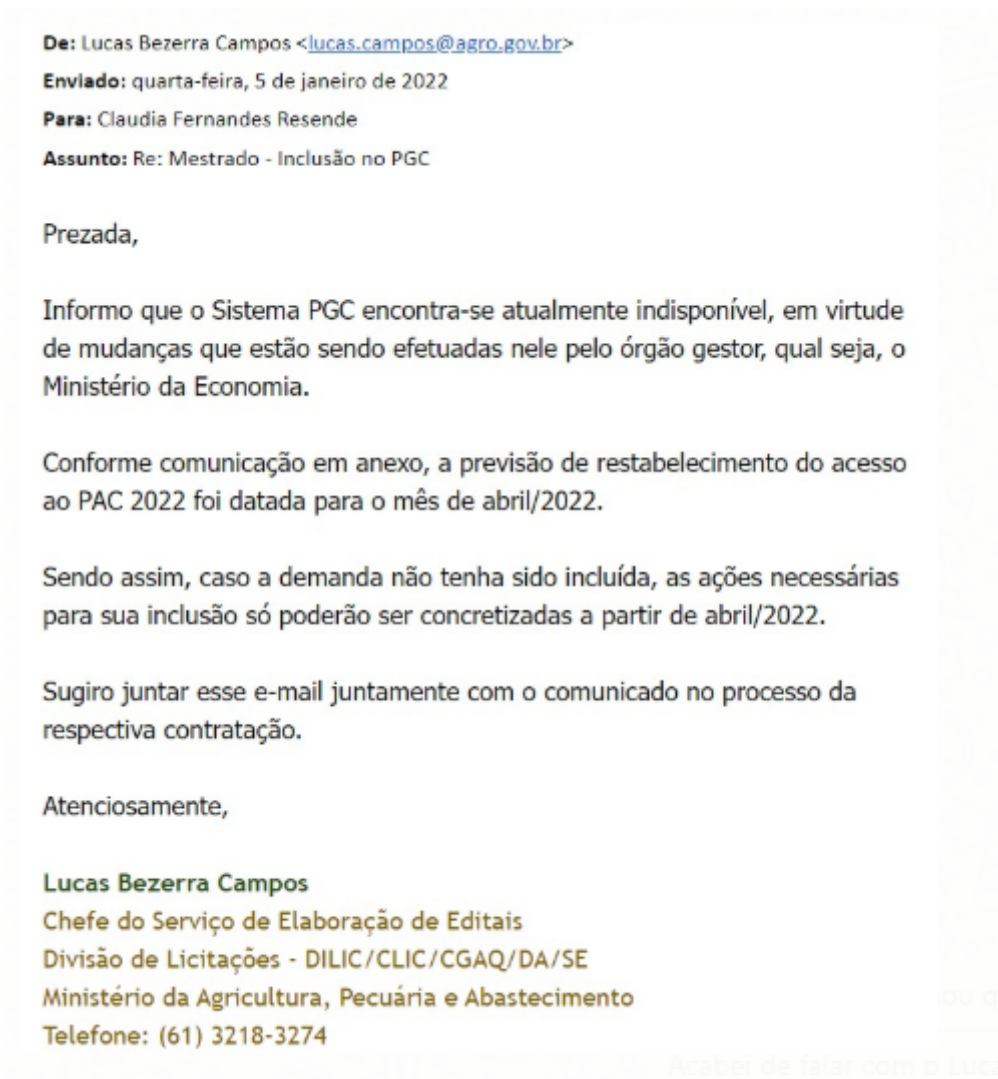 De: Lucas Bezerra Campos <lucas.campos@agro.gov.br>
Enviado: quarta-feira, 5 de janeiro de 2022
Para: Claudia Fernandes Resende
Assunto: Re: Mestrado - Inclusão no PGC
Prezada,
Informo que o Sistema PGC encontra-se atualmente indisponível, em virtude
de mudanças que estão sendo efetuadas nele pelo órgão gestor, qual seja, o
Ministério da Economia.
Conforme comunicação em anexo, a previsão de restabelecimento do acesso
ao PAC 2022 foi datada para o mês de abril/2022.
Sendo assim, caso a demanda não tenha sido incluída, as ações necessárias
para sua inclusão só poderão ser concretizadas a partir de abril/2022.
Sugiro juntar esse e-mail juntamente com o comunicado no processo da
respectiva contratação.
Atenciosamente,
Lucas Bezerra Campos
Chefe do Serviço de Elaboração de Editais
Divisão de Licitações - DILIC/CLIC/CGAQ/DA/SE
Ministério da Agricultura, Pecuária e Abastecimento
Telefone: (61) 3218-3274
Acabei de falar com o Luca